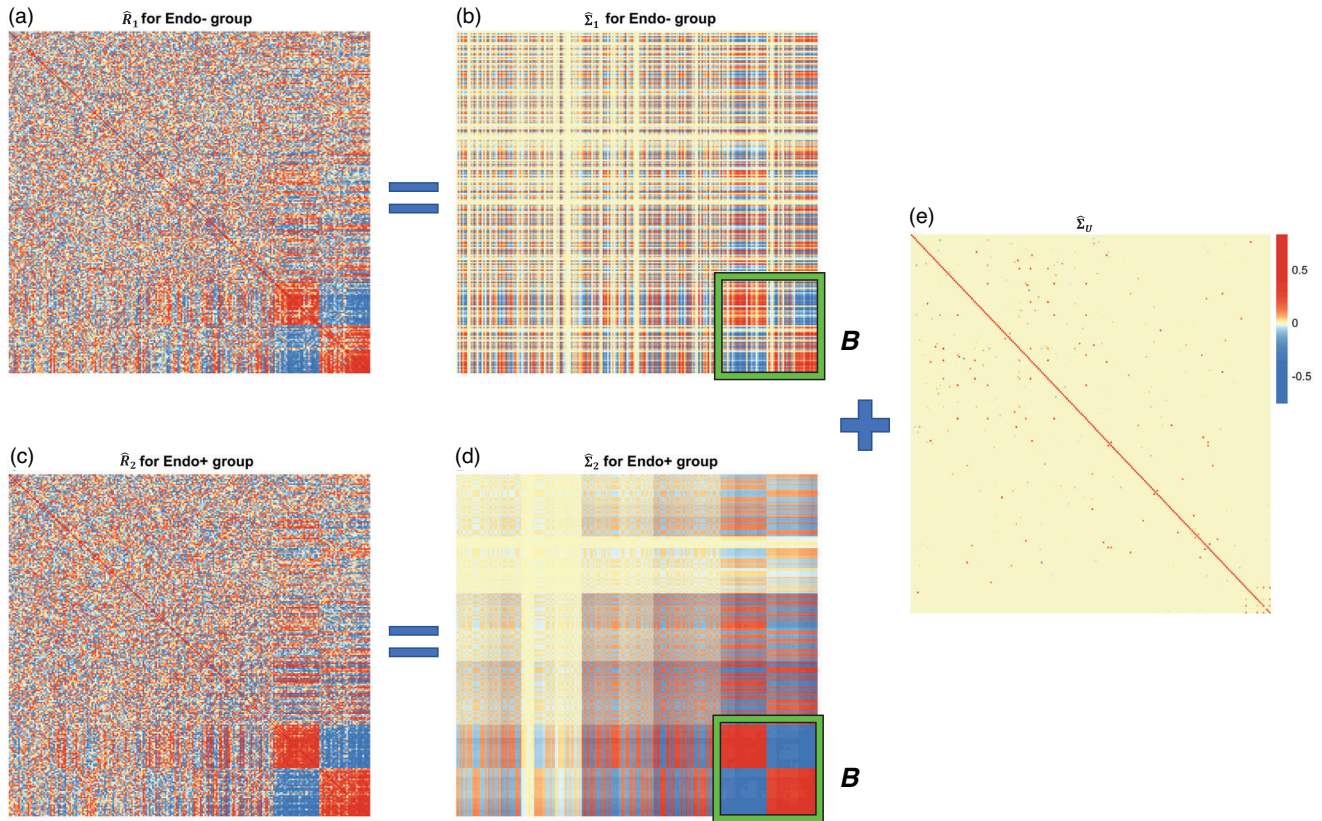 (a)
R̂₁ for Endo- group
(b)
Σ̂₁ for Endo- group
B
(c)
R̂₂ for Endo+ group
(d)
Σ̂₂ for Endo+ group
B
(e)
Σ̂_U
0.5
0
-0.5